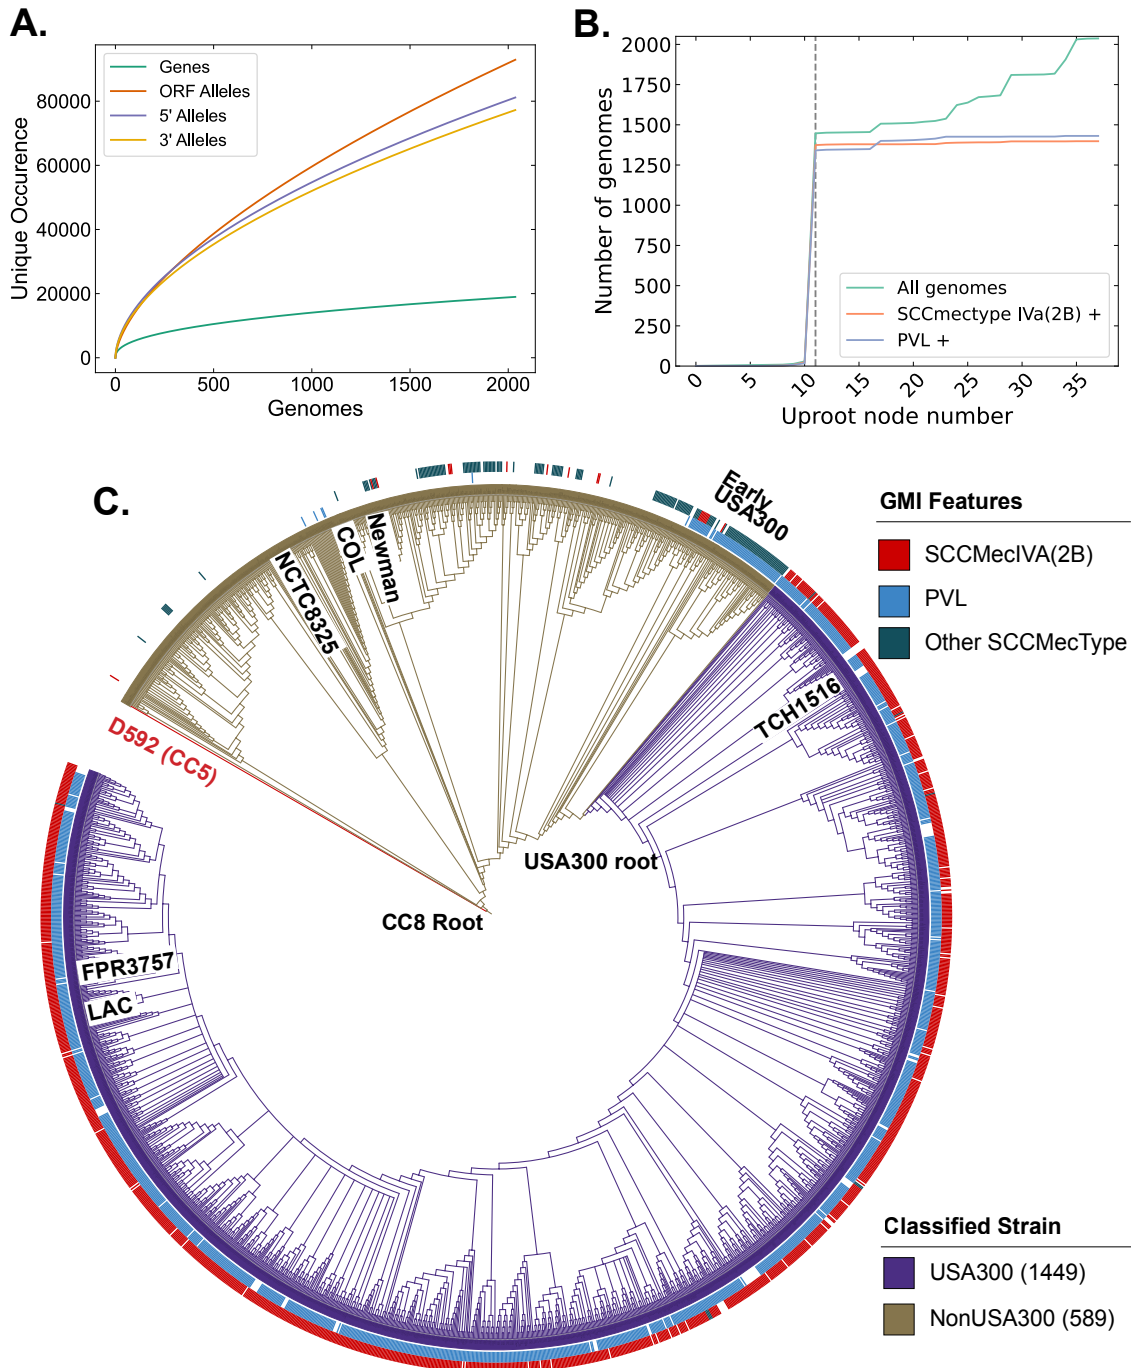 A.
Genes
ORF Alleles
5' Alleles
3' Alleles
Unique Occurence
80000
60000
40000
20000
0
0
500
1000
1500
2000
Genomes
B.
Number of genomes
2000
1750
1500
1250
1000
750
500
250
0
All genomes
SCCmectype IVa(2B) +
PVL +
0
5
10
15
20
25
30
35
Uproot node number
C.
Early
USA300
Newman
COL
NCTC8325
D592 (CC5)
TCH1516
USA300 root
CC8 Root
FPR3757
LAC
GMI Features
SCCMecIVA(2B)
PVL
Other SCCMecType
Classified Strain
USA300 (1449)
NonUSA300 (589)